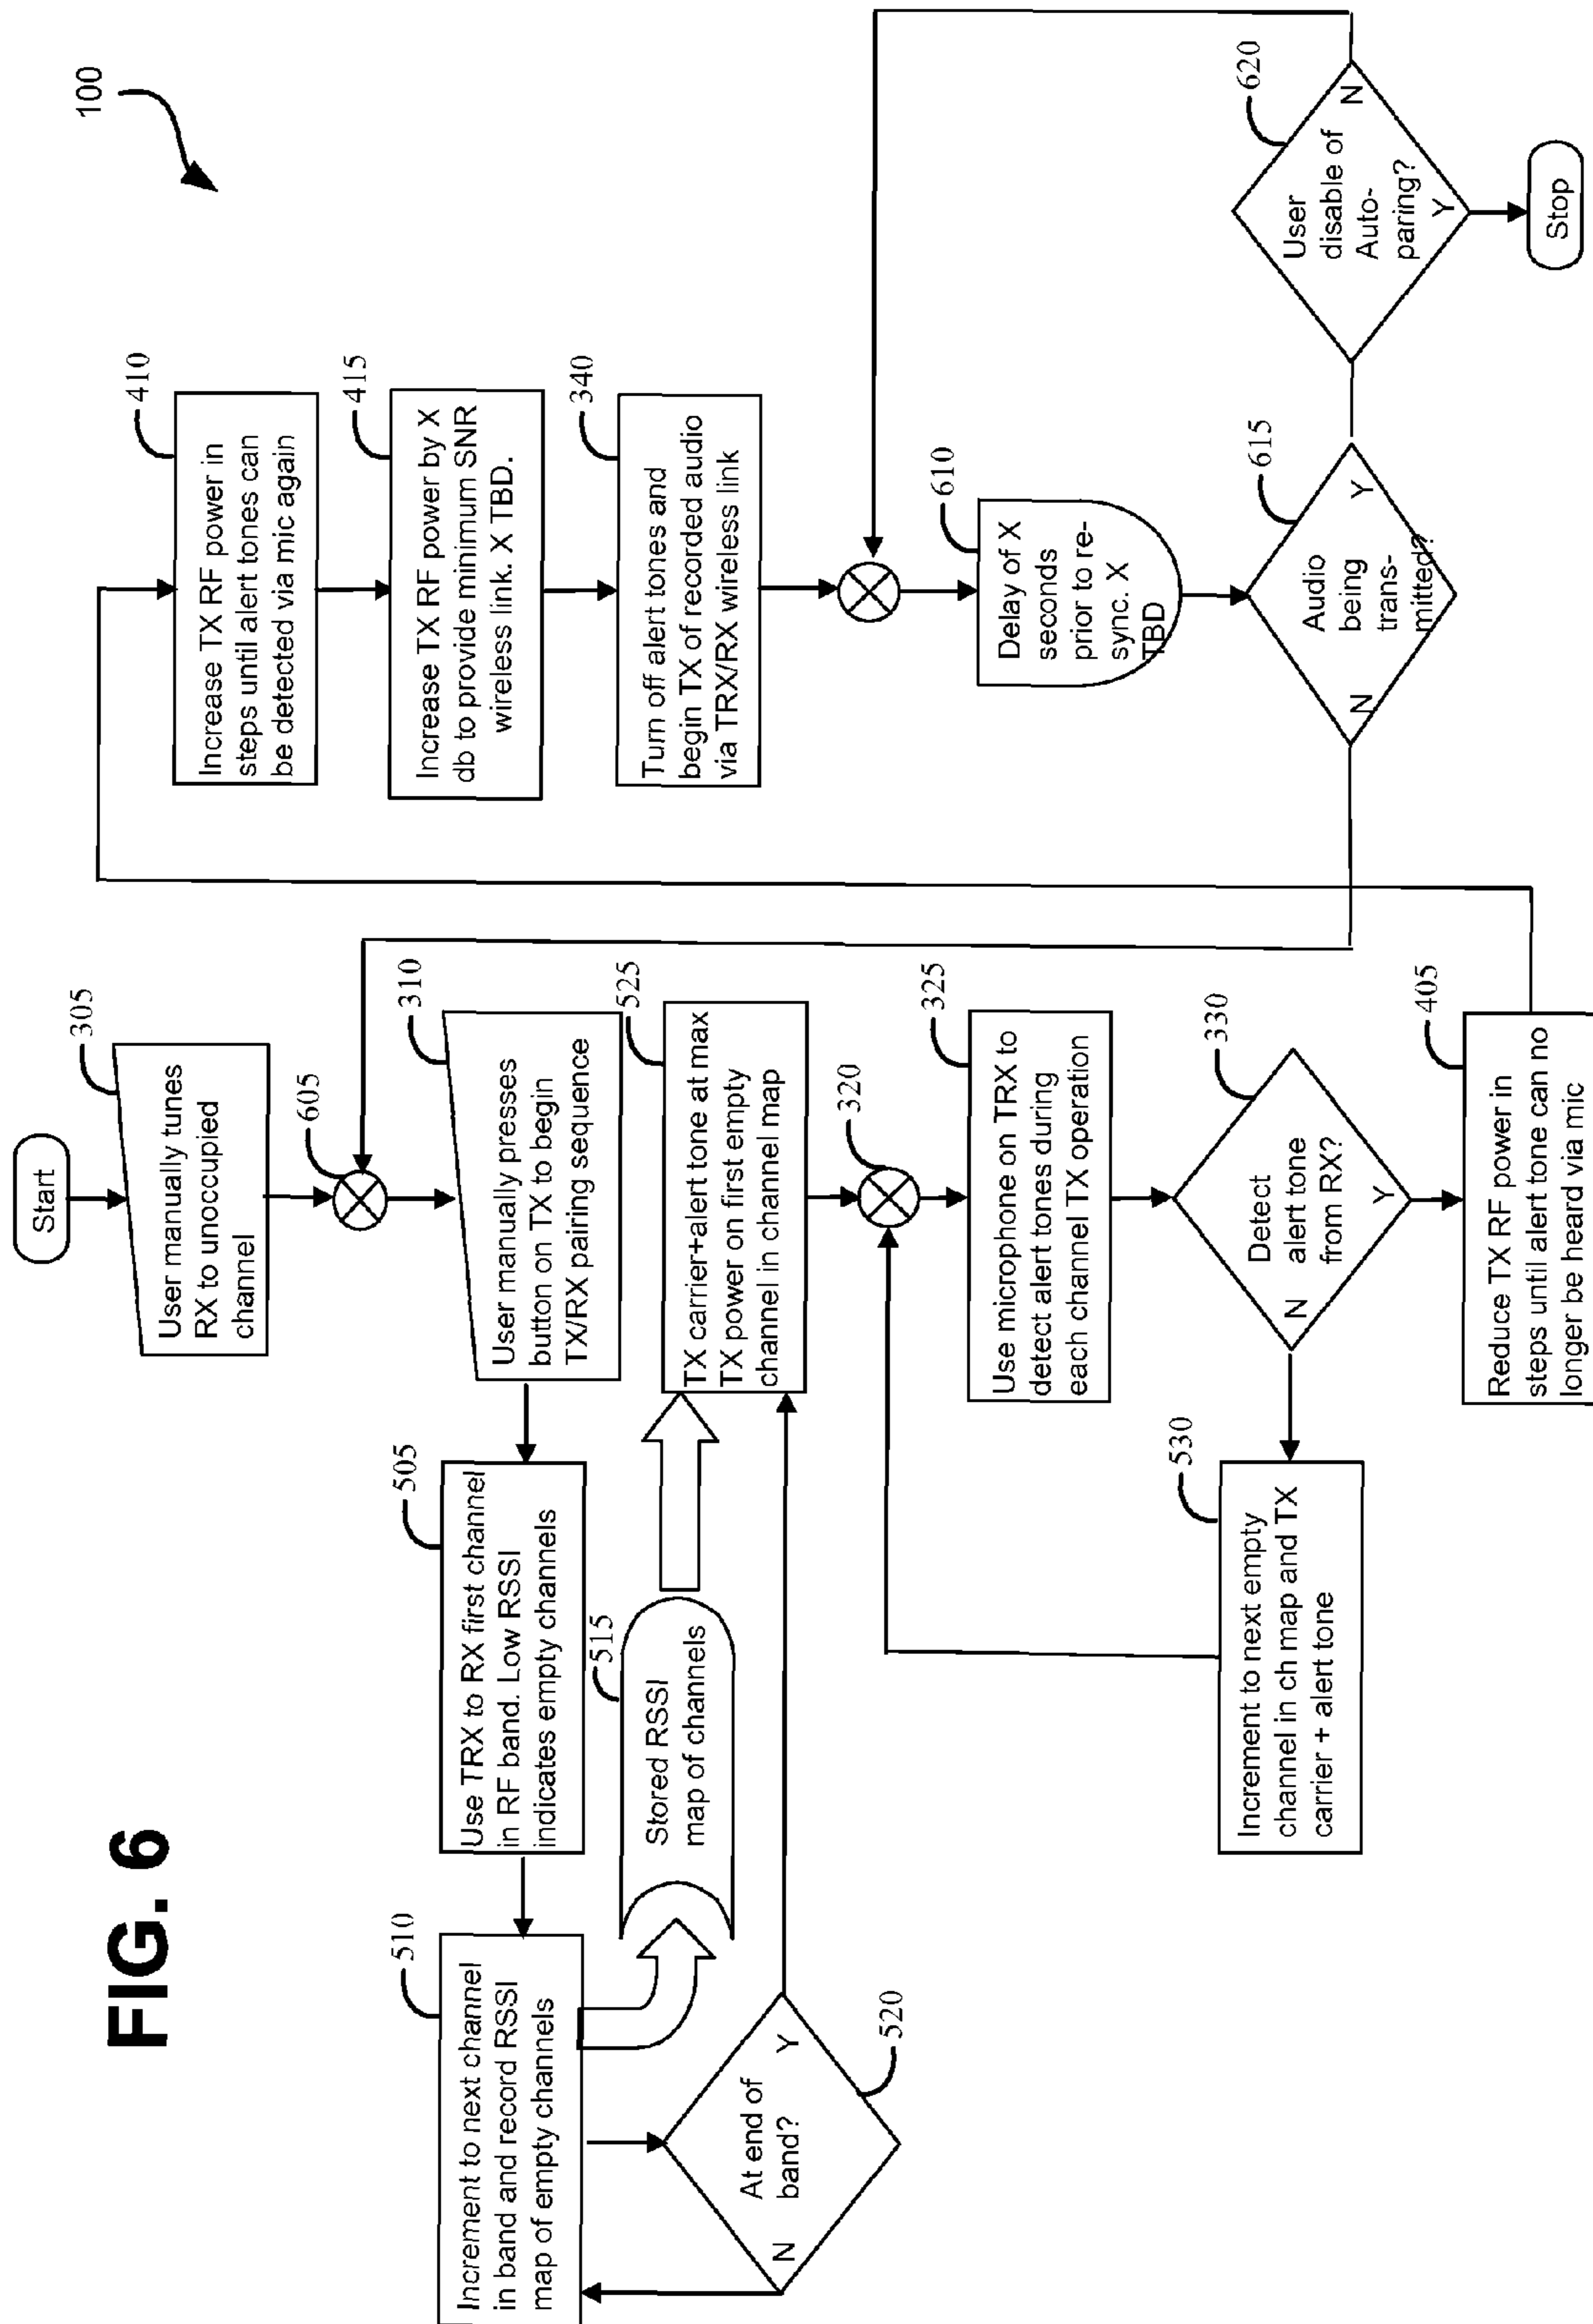 FIG. 6
100
Start
305
User manually tunes
RX to unoccupied
channel
605
310
User manually presses
button on TX to begin
TX/RX pairing sequence
505
Use TRX to RX first channel
in RF band. Low RSSI
indicates empty channels
510
Increment to next channel
in band and record RSSI
map of empty channels
515
Stored RSSI
map of channels
520
At end of
band?
N
Y
525
TX carrier+alert tone at max
TX power on first empty
channel in channel map
320
325
Use microphone on TRX to
detect alert tones during
each channel TX operation
330
Detect
alert tone
from RX?
N
Y
530
Increment to next empty
channel in ch map and TX
carrier + alert tone
405
Reduce TX RF power in
steps until alert tone can no
longer be heard via mic
410
Increase TX RF power in
steps until alert tones can
be detected via mic again
415
Increase TX RF power by X
db to provide minimum SNR
wireless link. X TBD.
340
Turn off alert tones and
begin TX of recorded audio
via TRX/RX wireless link
610
Delay of X
seconds
prior to re-
sync. X
TBD
615
Audio
being
trans-
mitted?
N
Y
620
User
disable of
Auto-
paring?
N
Y
Stop